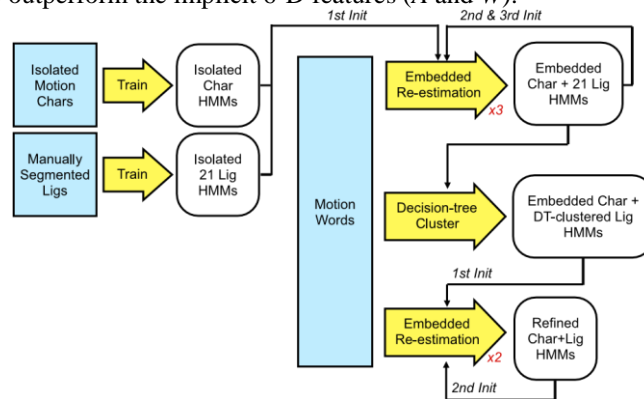 outperform the implicit 6-D features (A and W).
1st Init
2nd & 3rd Init
Isolated
Motion
Chars
Train
Isolated
Char
HMMs
Embedded
Re-estimation
x3
Embedded
Char + 21 Lig
HMMs
Manually
Segmented
Ligs
Train
Isolated
21 Lig
HMMs
Motion
Words
Decision-tree
Cluster
Embedded Char +
DT-clustered Lig
HMMs
1st Init
Embedded
Re-estimation
x2
Refined
Char+Lig
HMMs
2nd Init